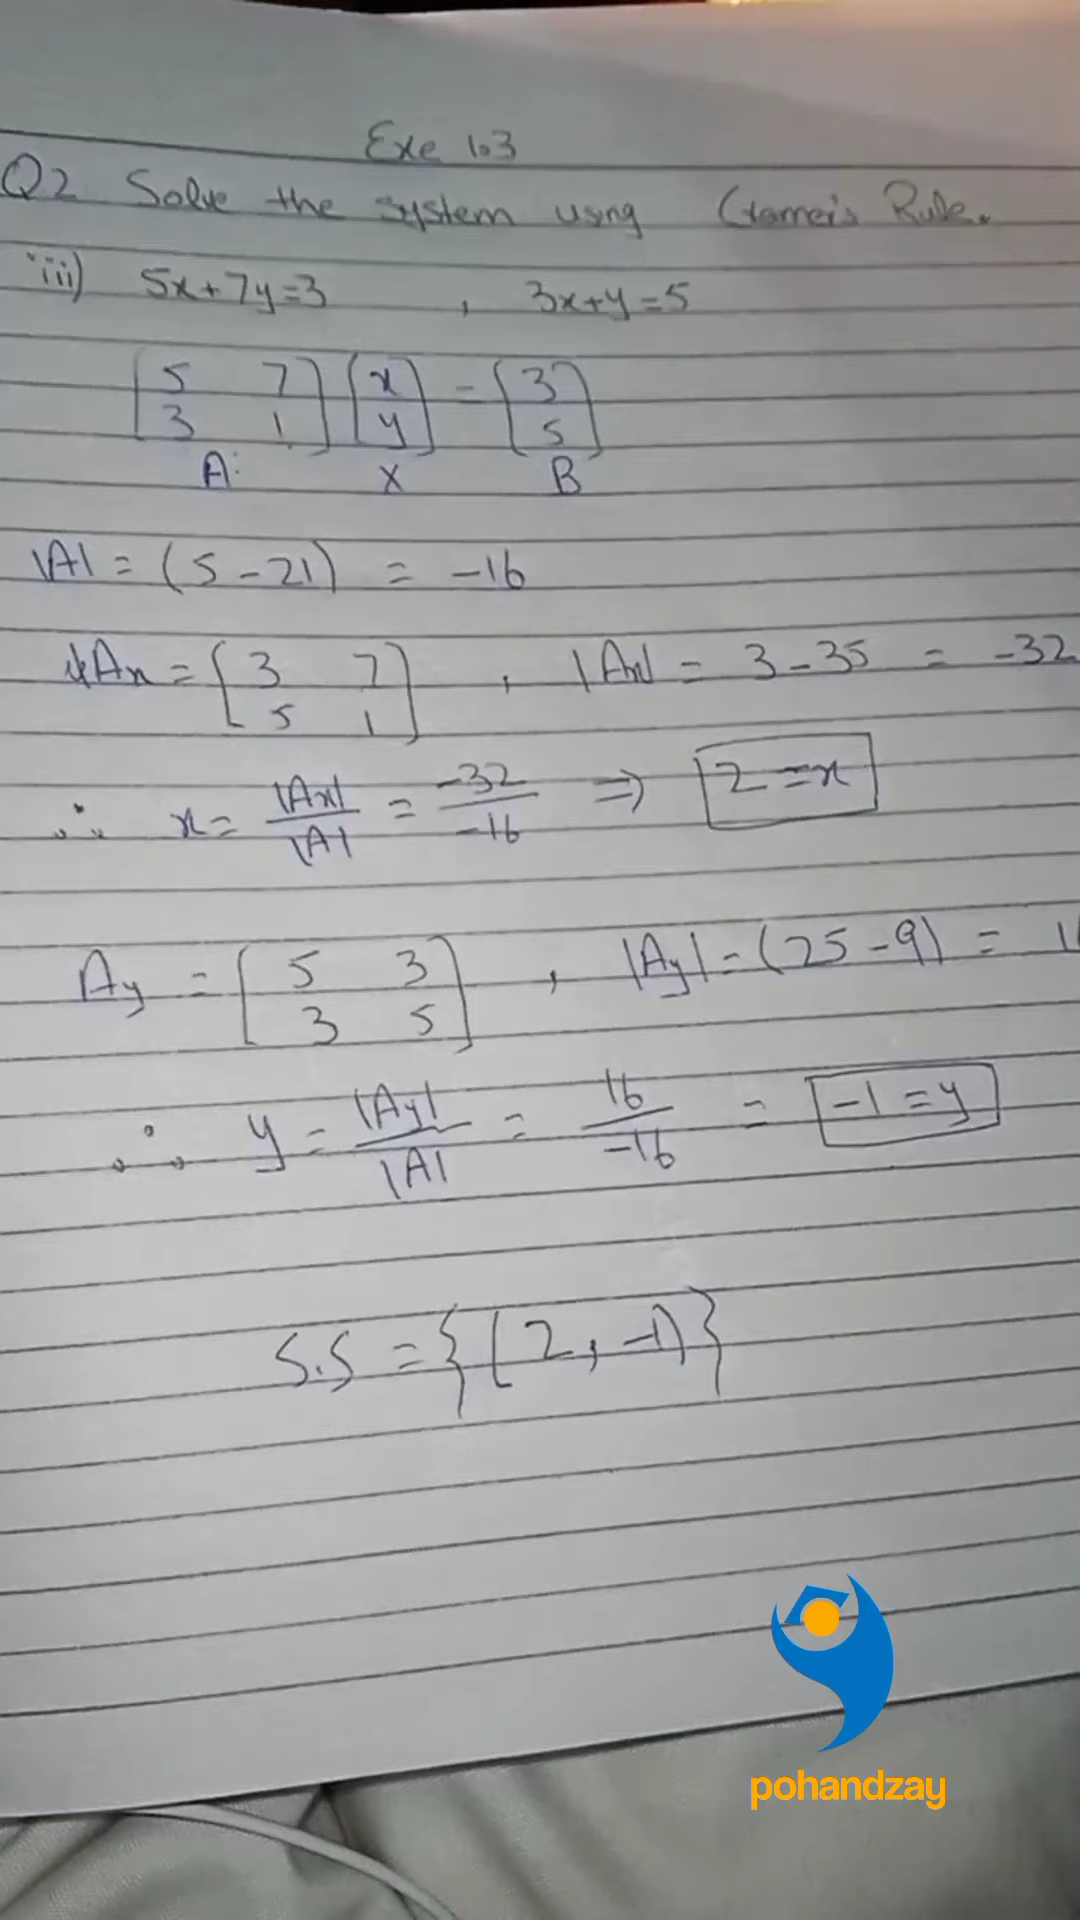 Exe 1.3
Q2 Solve the system using Cramer's Rule.
iii) 5x+7y=3 , 3x+y=5
[5 7] [x] = [3]
[3 1] [y] [5]
A X B
|A| = (5-21) = -16
Ax = [3 7] , |Ax| = 3-35 = -32
[5 1]
∴ x = |Ax| / |A| = -32 / -16 ⇒ 2=x
Ay = [5 3] , |Ay| = (25-9) =
[3 5]
∴ y = |Ay| / |A| = 16 / -16 = -1=y
S.S = {(2, -1)}
pohandzay